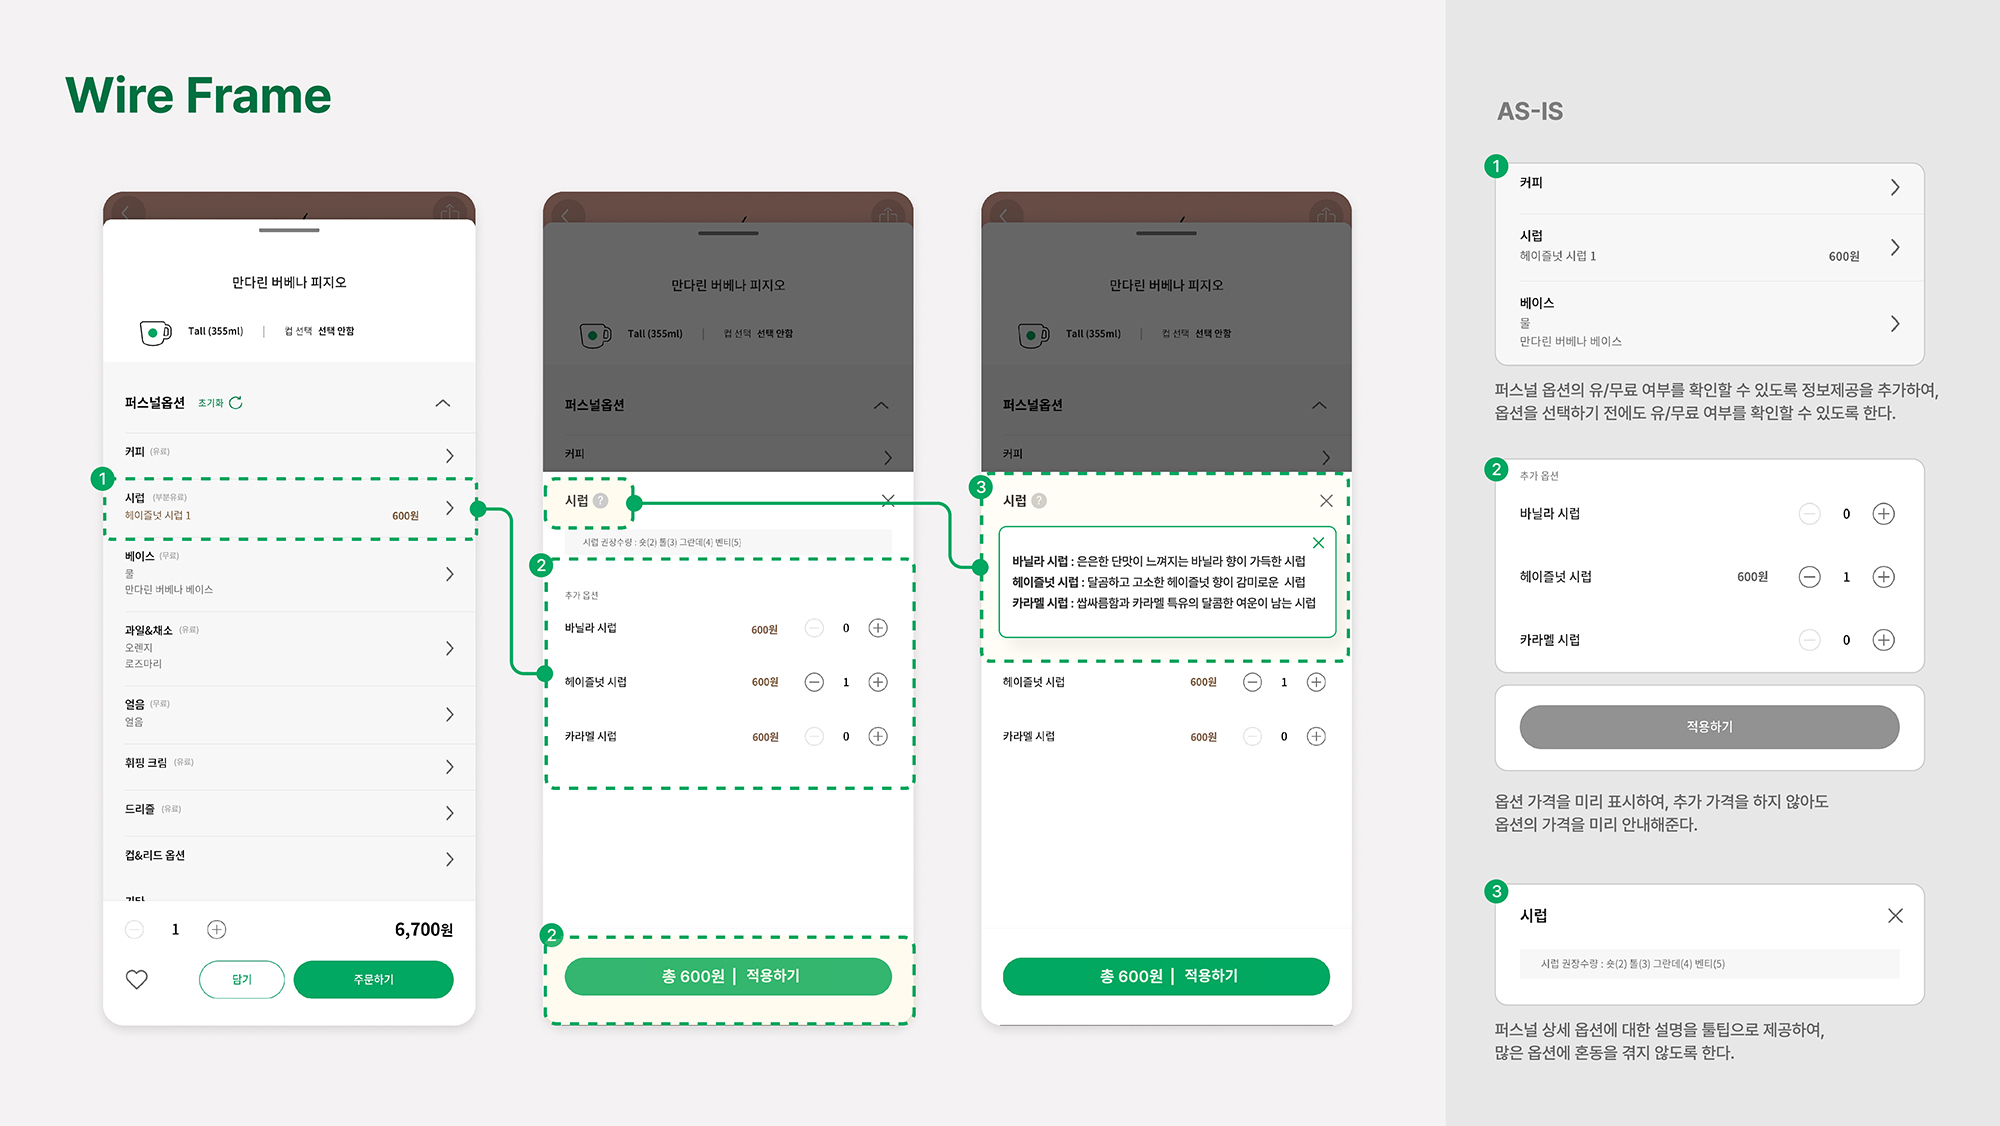 Wire Frame
만다린 버베나 피지오
Tall (355ml) | 컵 선택 선택 안함
퍼스널옵션 초기화
커피 (유료)
1
시럽 (부분유료)
헤이즐넛 시럽 1 600원
베이스 (무료)
물
만다린 버베나 베이스
과일&채소 (유료)
오렌지
로즈마리
얼음 (무료)
얼음
휘핑 크림 (유료)
드리즐 (유료)
컵&리드 옵션
1 6,700원
담기 주문하기
만다린 버베나 피지오
Tall (355ml) | 컵 선택 선택 안함
퍼스널옵션
커피
시럽 ?
시럽 권장수량 : 숏(2) 톨(3) 그란데(4) 벤티(5)
2
추가 옵션
바닐라 시럽 600원 0
헤이즐넛 시럽 600원 1
카라멜 시럽 600원 0
2
총 600원 | 적용하기
만다린 버베나 피지오
Tall (355ml) | 컵 선택 선택 안함
퍼스널옵션
커피
3
시럽 ?
바닐라 시럽 : 은은한 단맛이 느껴지는 바닐라 향이 가득한 시럽
헤이즐넛 시럽 : 달곰하고 고소한 헤이즐넛 향이 감미로운 시럽
카라멜 시럽 : 쌉싸름함과 카라멜 특유의 달콤한 여운이 남는 시럽
헤이즐넛 시럽 600원 1
카라멜 시럽 600원 0
총 600원 | 적용하기
AS-IS
1
커피
시럽
헤이즐넛 시럽 1 600원
베이스
물
만다린 버베나 베이스
퍼스널 옵션의 유/무료 여부를 확인할 수 있도록 정보제공을 추가하여,
옵션을 선택하기 전에도 유/무료 여부를 확인할 수 있도록 한다.
2
추가 옵션
바닐라 시럽 0
헤이즐넛 시럽 600원 1
카라멜 시럽 0
적용하기
옵션 가격을 미리 표시하여, 추가 가격을 하지 않아도
옵션의 가격을 미리 안내해준다.
3
시럽
시럽 권장수량 : 숏(2) 톨(3) 그란데(4) 벤티(5)
퍼스널 상세 옵션에 대한 설명을 툴팁으로 제공하여,
많은 옵션에 혼동을 겪지 않도록 한다.